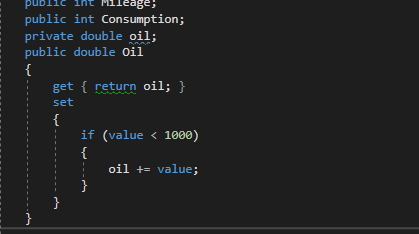 public int Mileage;
public int Consumption;
private double oil;
public double Oil
{
get { return oil; }
set
{
if (value < 1000)
{
oil += value;
}
}
}